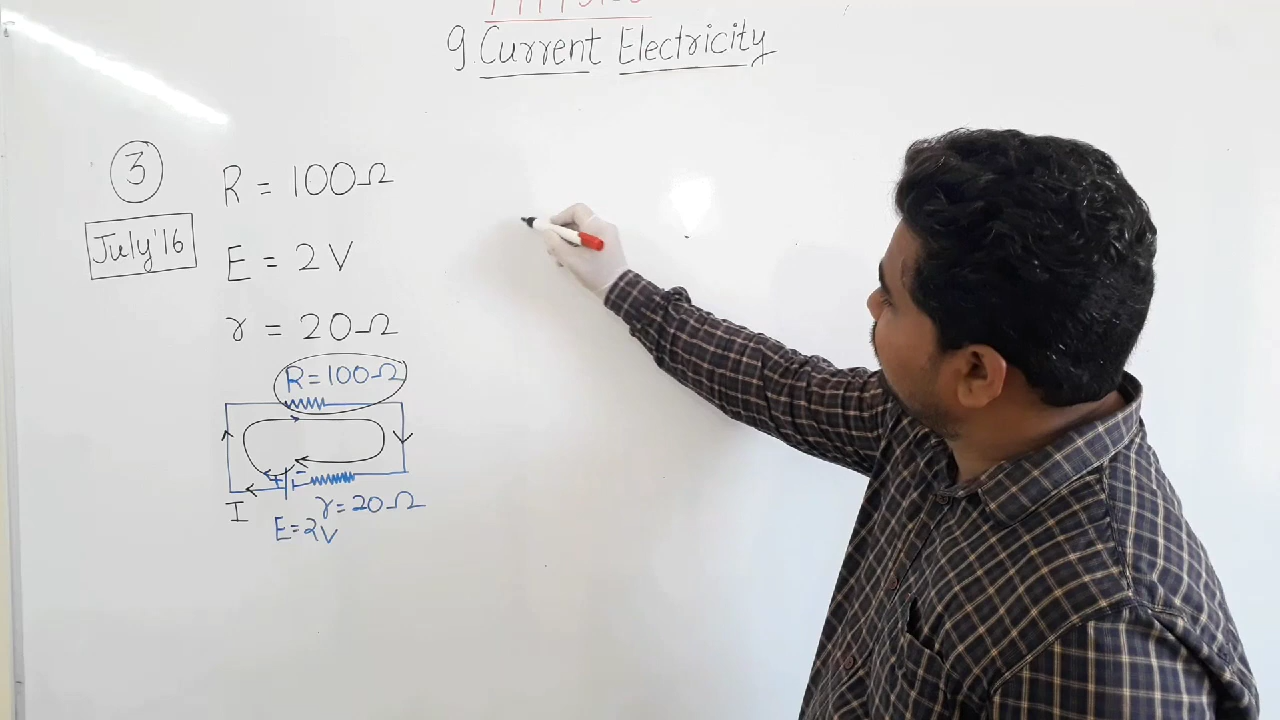 9. Current Electricity
3
R = 100Ω
July'16
E = 2V
r = 20Ω
R=100Ω
+ -
I
r=20Ω
E=2V